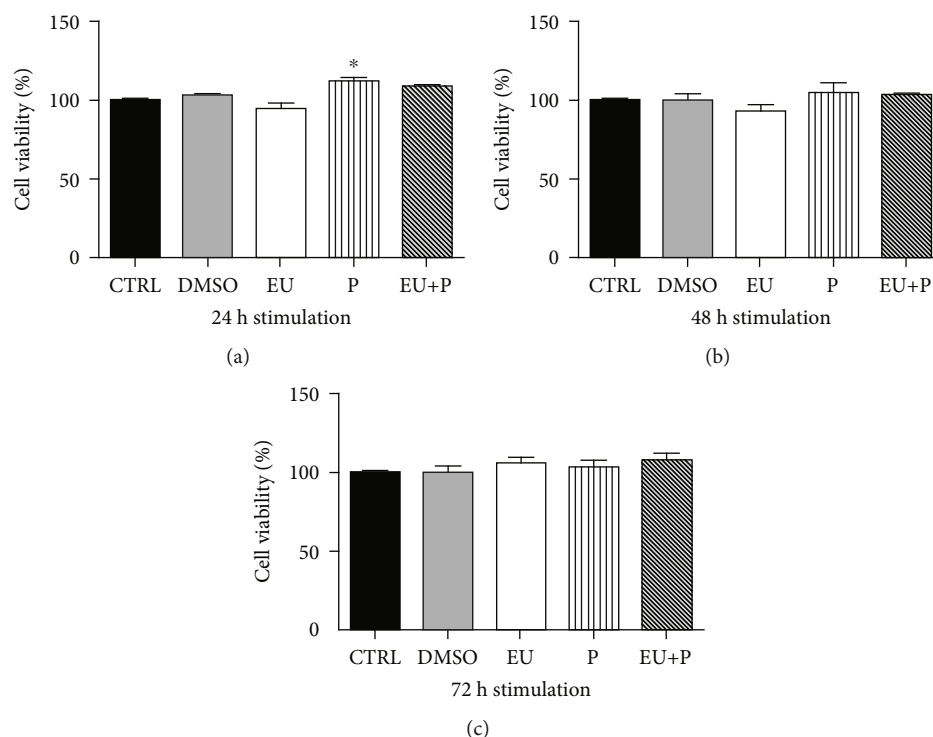 150
100
50
0
Cell viability (%)
*
CTRL DMSO EU P EU+P
24 h stimulation
(a)
150
100
50
0
Cell viability (%)
CTRL DMSO EU P EU+P
48 h stimulation
(b)
150
100
50
0
Cell viability (%)
CTRL DMSO EU P EU+P
72 h stimulation
(c)